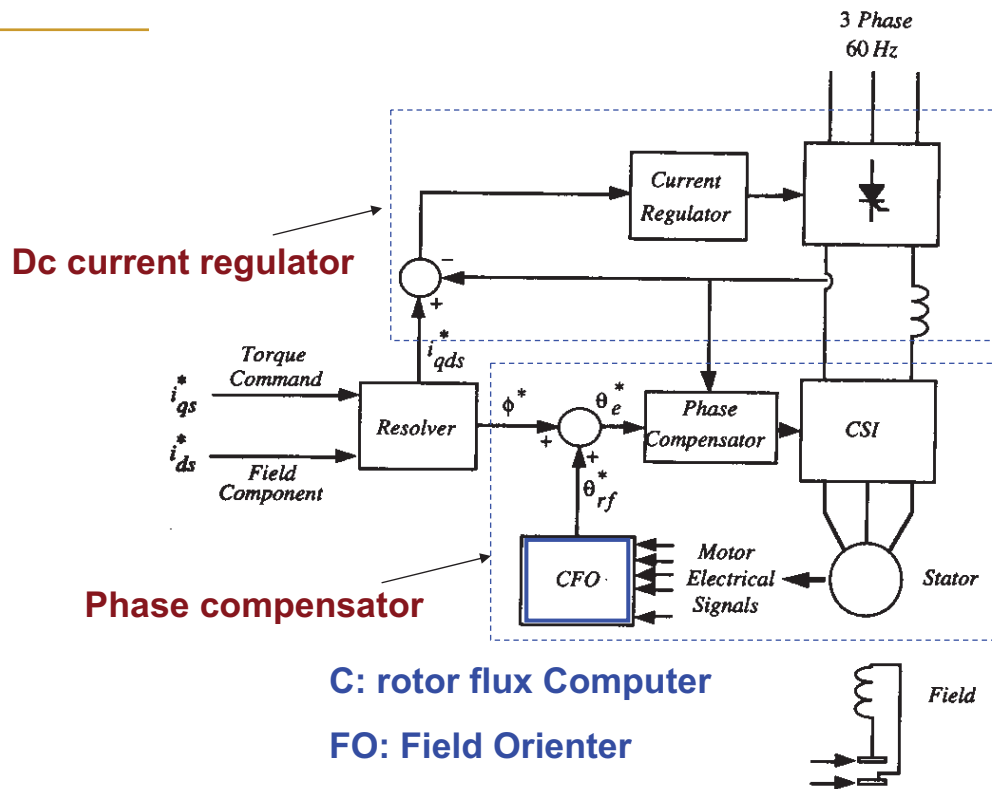 3 Phase
60 Hz
Current
Regulator
Dc current regulator
−
+
i*qds
Torque
Command
i*qs
Resolver
i*ds
Field
Component
ϕ*
+
θ*e
+
θ*rf
Phase
Compensator
CSI
CFO
Motor
Electrical
Signals
Stator
Phase compensator
C: rotor flux Computer
FO: Field Orienter
Field